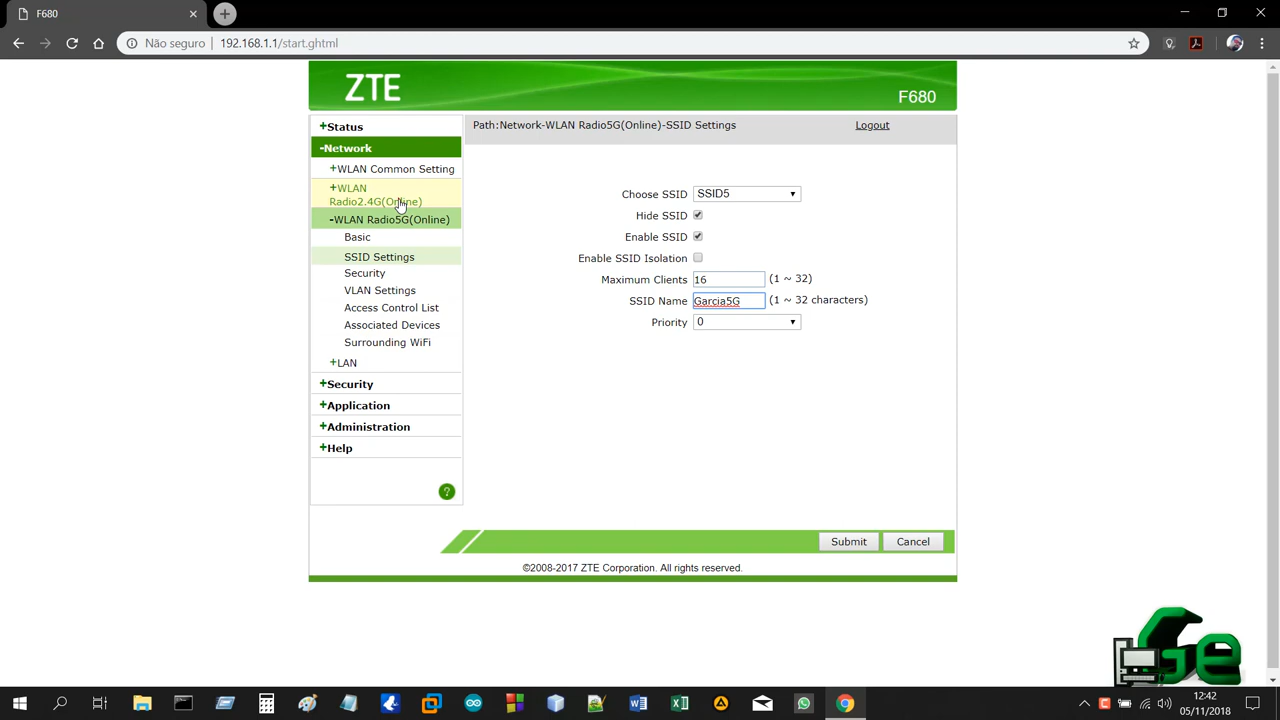 F680
Não seguro
192.168.1.1/start.ghtml
ZTE
F680
+Status
Path:Network-WLAN Radio5G(Online)-SSID Settings
Logout
-Network
+WLAN Common Setting
+WLAN
Radio2.4G(Online)
-WLAN Radio5G(Online)
Basic
SSID Settings
Security
VLAN Settings
Access Control List
Associated Devices
Surrounding WiFi
+LAN
+Security
+Application
+Administration
+Help
?
Choose SSID SSID5
Hide SSID
Enable SSID
Enable SSID Isolation
Maximum Clients 16 (1 ~ 32)
SSID Name Garcia5G (1 ~ 32 characters)
Priority 0
Submit
Cancel
©2008-2017 ZTE Corporation. All rights reserved.
Ge
12:42
05/11/2018